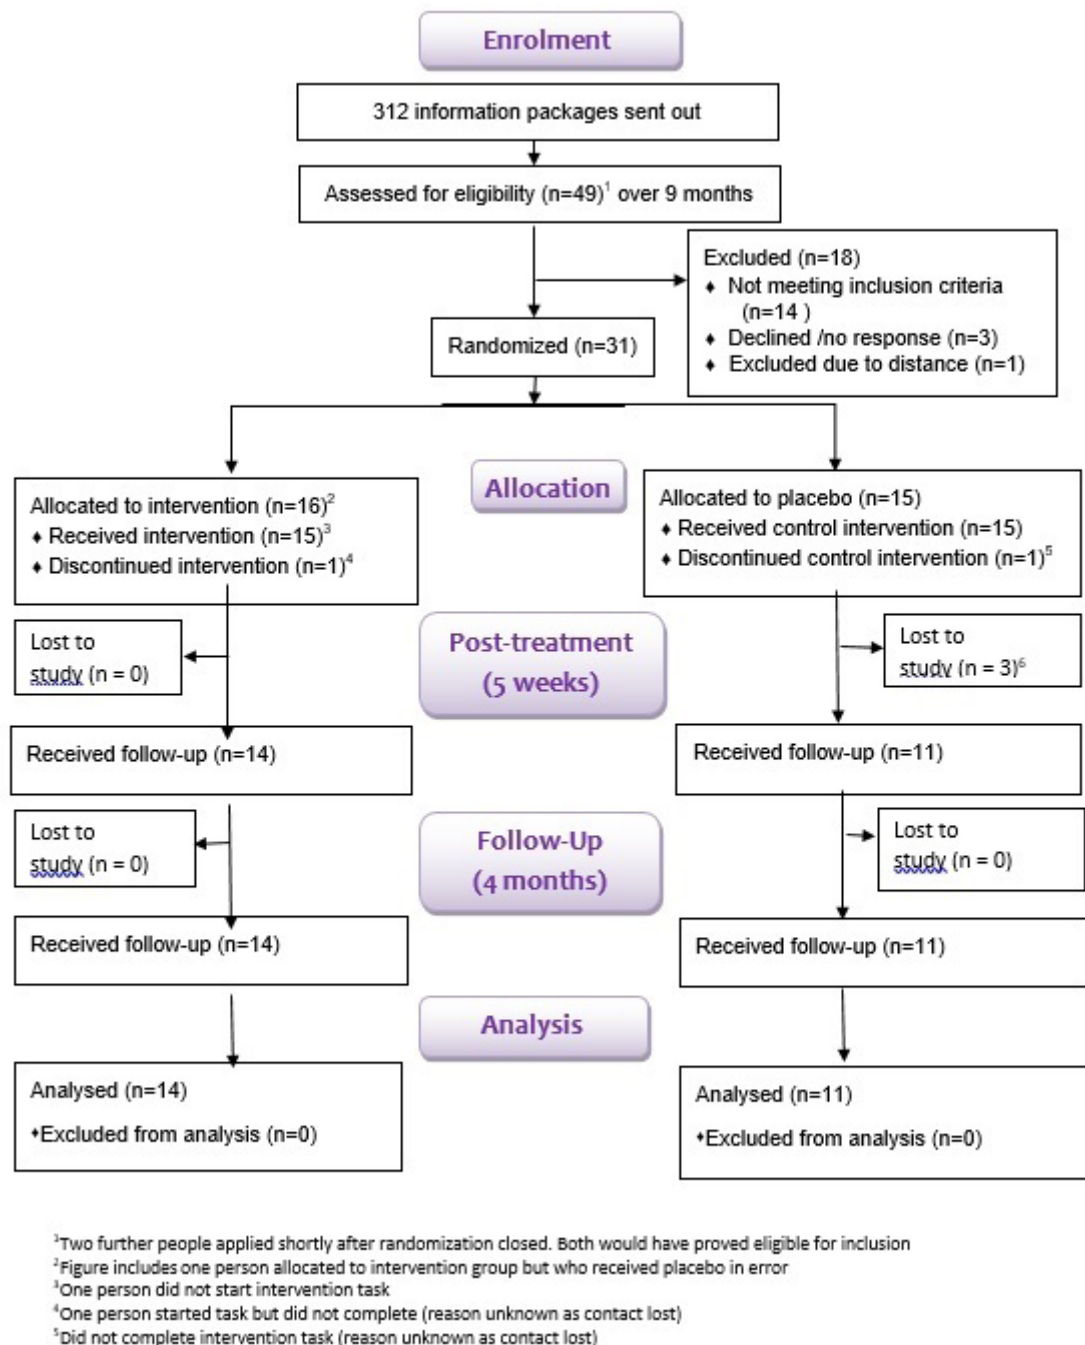 Enrolment
312 information packages sent out
Assessed for eligibility (n=49)¹ over 9 months
Excluded (n=18)
♦ Not meeting inclusion criteria
(n=14 )
♦ Declined /no response (n=3)
♦ Excluded due to distance (n=1)
Randomized (n=31)
Allocation
Allocated to intervention (n=16)²
♦ Received intervention (n=15)³
♦ Discontinued intervention (n=1)⁴
Allocated to placebo (n=15)
♦ Received control intervention (n=15)
♦ Discontinued control intervention (n=1)⁵
Post-treatment
(5 weeks)
Lost to
study (n = 0)
Lost to
study (n = 3)⁶
Received follow-up (n=14)
Received follow-up (n=11)
Follow-Up
(4 months)
Lost to
study (n = 0)
Lost to
study (n = 0)
Received follow-up (n=14)
Received follow-up (n=11)
Analysis
Analysed (n=14)
♦Excluded from analysis (n=0)
Analysed (n=11)
♦Excluded from analysis (n=0)
¹Two further people applied shortly after randomization closed. Both would have proved eligible for inclusion
²Figure includes one person allocated to intervention group but who received placebo in error
³One person did not start intervention task
⁴One person started task but did not complete (reason unknown as contact lost)
⁵Did not complete intervention task (reason unknown as contact lost)